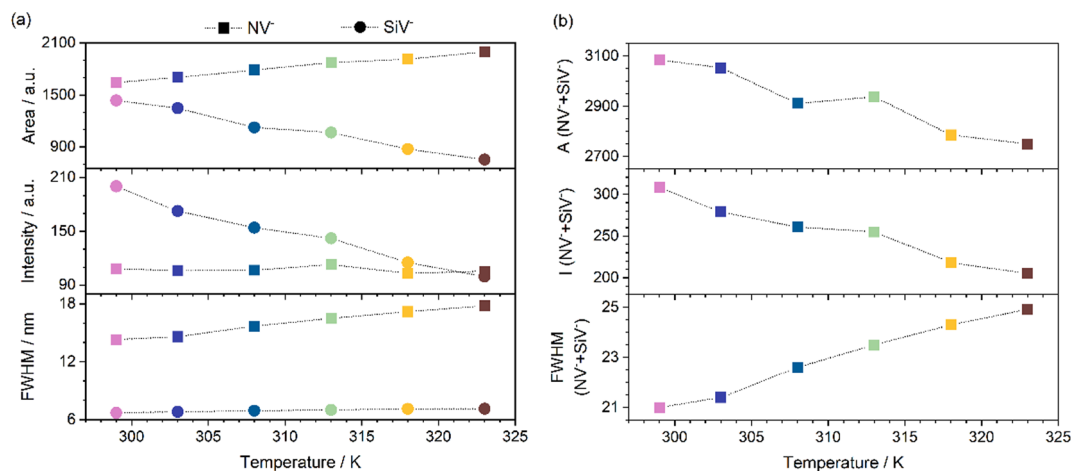 (a)
NV⁻ SiV⁻
Area / a.u.
2100
1500
900
Intensity / a.u.
210
150
90
FWHM / nm
18
12
6
300 305 310 315 320 325
Temperature / K
(b)
A (NV⁻+SiV⁻)
3100
2900
2700
I (NV⁻+SiV⁻)
300
250
200
FWHM
(NV⁻+SiV⁻)
25
23
21
300 305 310 315 320 325
Temperature / K